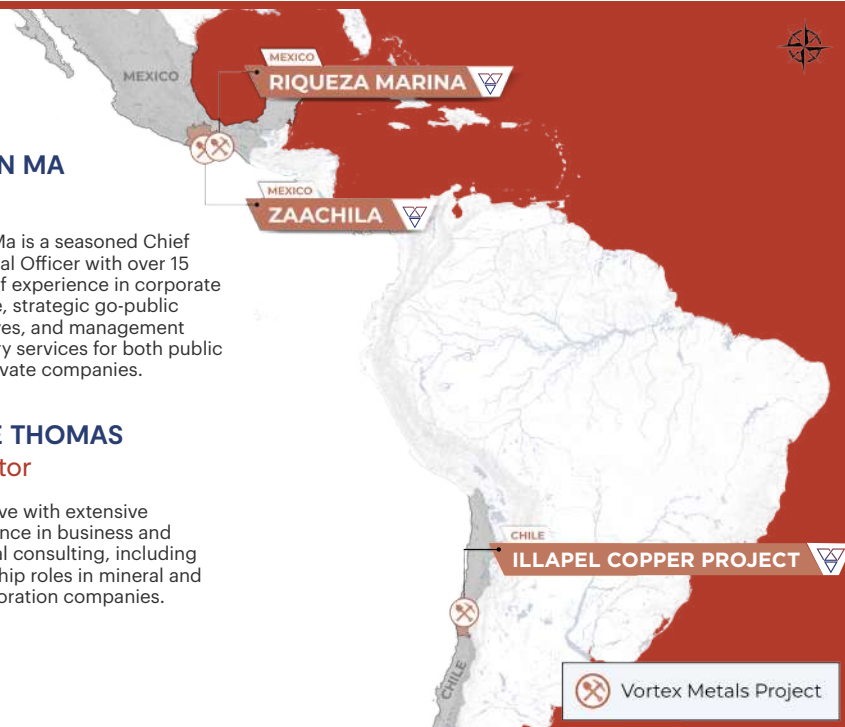 MEXICO
MEXICO
RIQUEZA MARINA
MEXICO
ZAACHILA
N MA
Ma is a seasoned Chief
al Officer with over 15
f experience in corporate
e, strategic go-public
es, and management
ry services for both public
vate companies.
E THOMAS
tor
ve with extensive
nce in business and
al consulting, including
hip roles in mineral and
oration companies.
CHILE
ILLAPEL COPPER PROJECT
CHILE
Vortex Metals Project